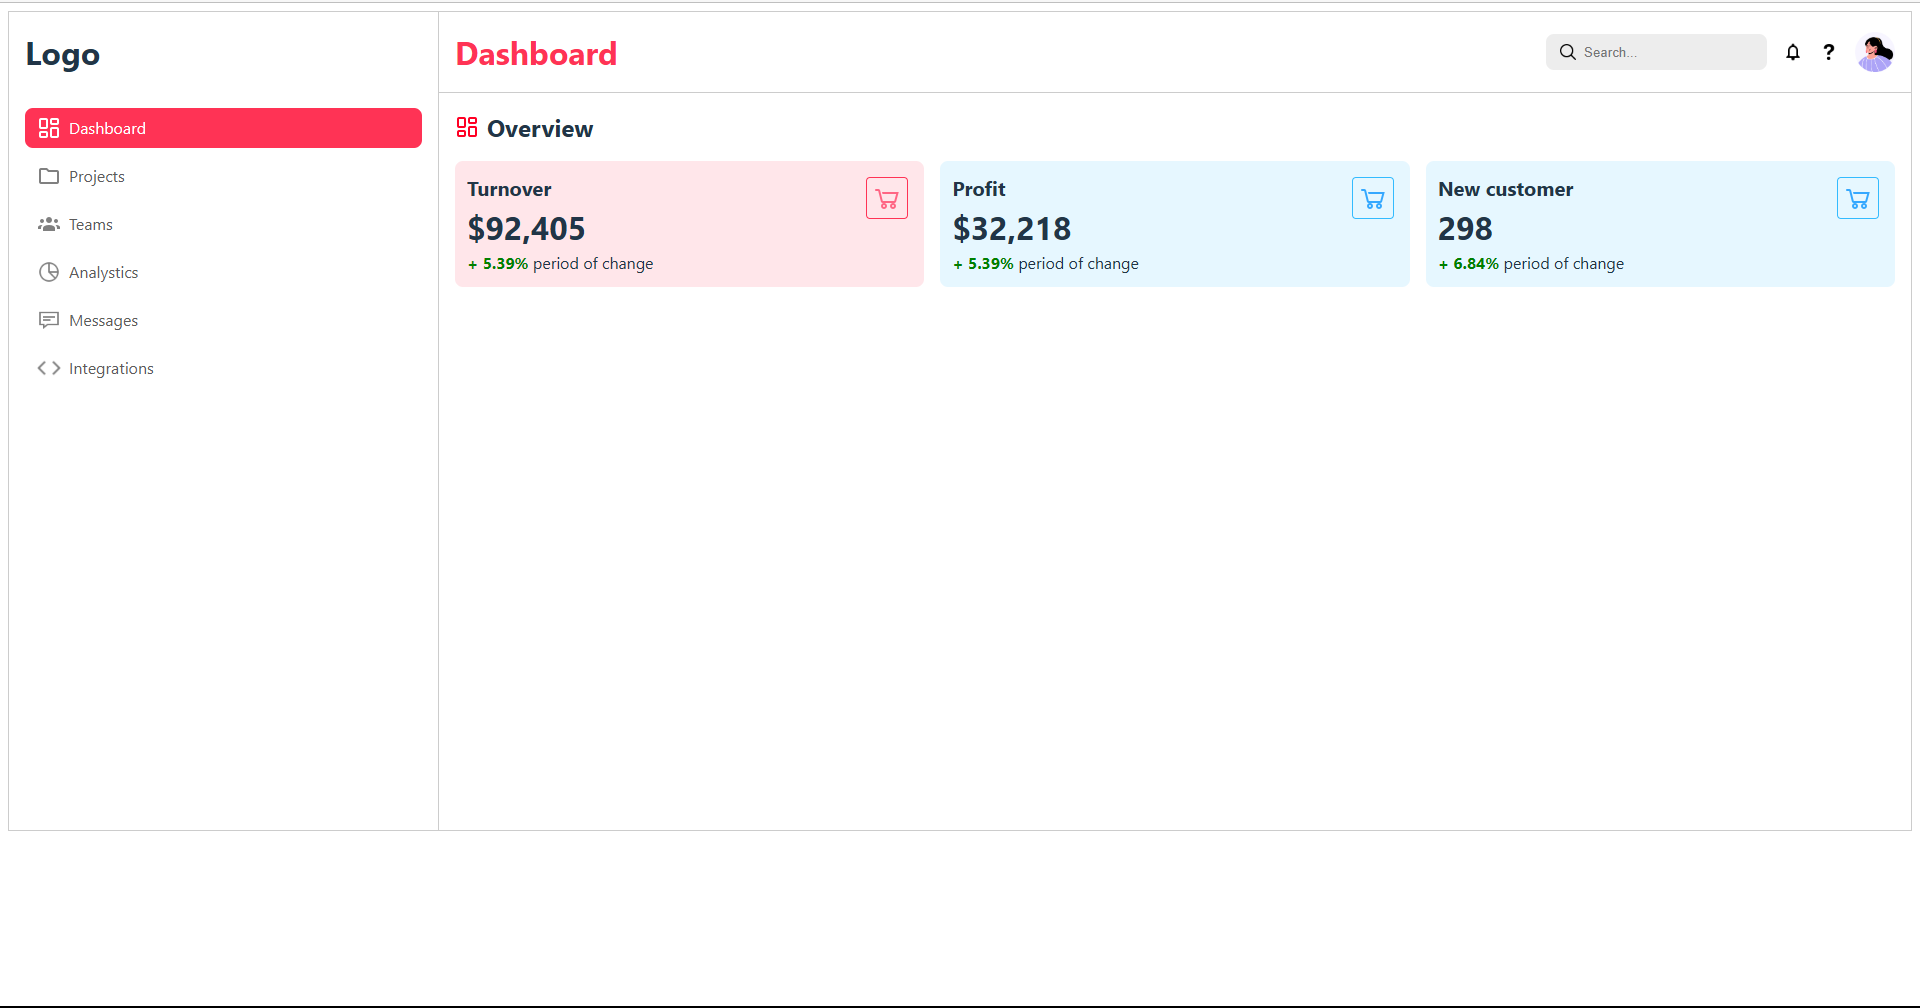 Logo
Dashboard
Search...
?
Dashboard
Projects
Teams
Analystics
Messages
Integrations
Overview
Turnover
$92,405
+ 5.39% period of change
Profit
$32,218
+ 5.39% period of change
New customer
298
+ 6.84% period of change